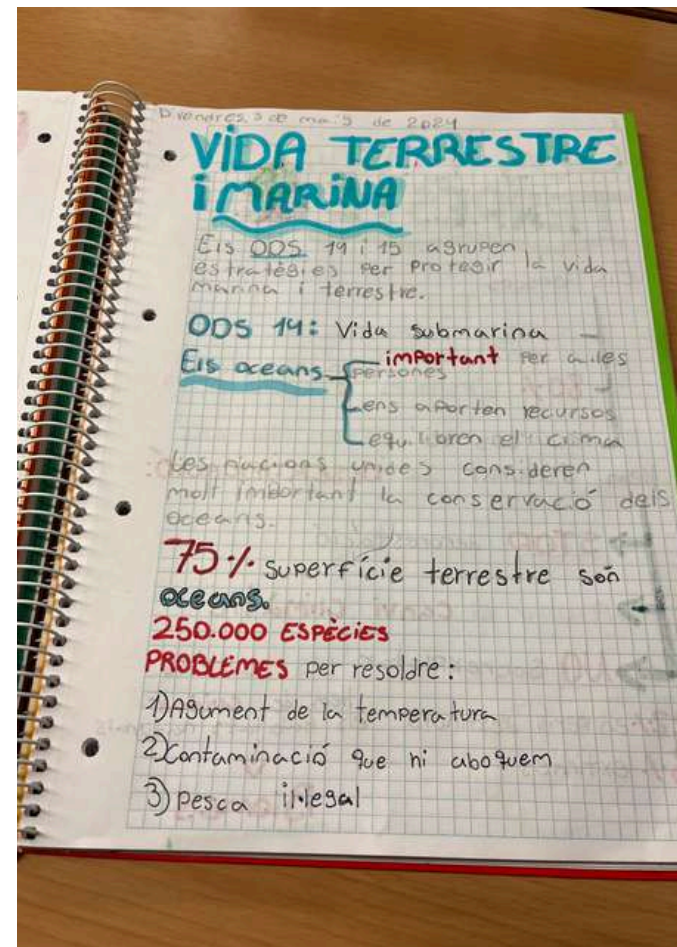 Divendres, 3 de maig de 2024
VIDA TERRESTRE
i MARINA
Els ODS 14 i 15 agrupen
estratègies per protegir la vida
marina i terrestre.
ODS 14: Vida submarina
Els oceans important per a les
persones
ens aporten recursos
equilibren el clima
Les nacions unides consideren
molt important la conservació dels
oceans.
75% superfície terrestre són
oceans.
250.000 ESPÈCIES
PROBLEMES per resoldre:
1) Agument de la temperatura
2) Contaminació que hi aboquem
3) Pesca il·legal